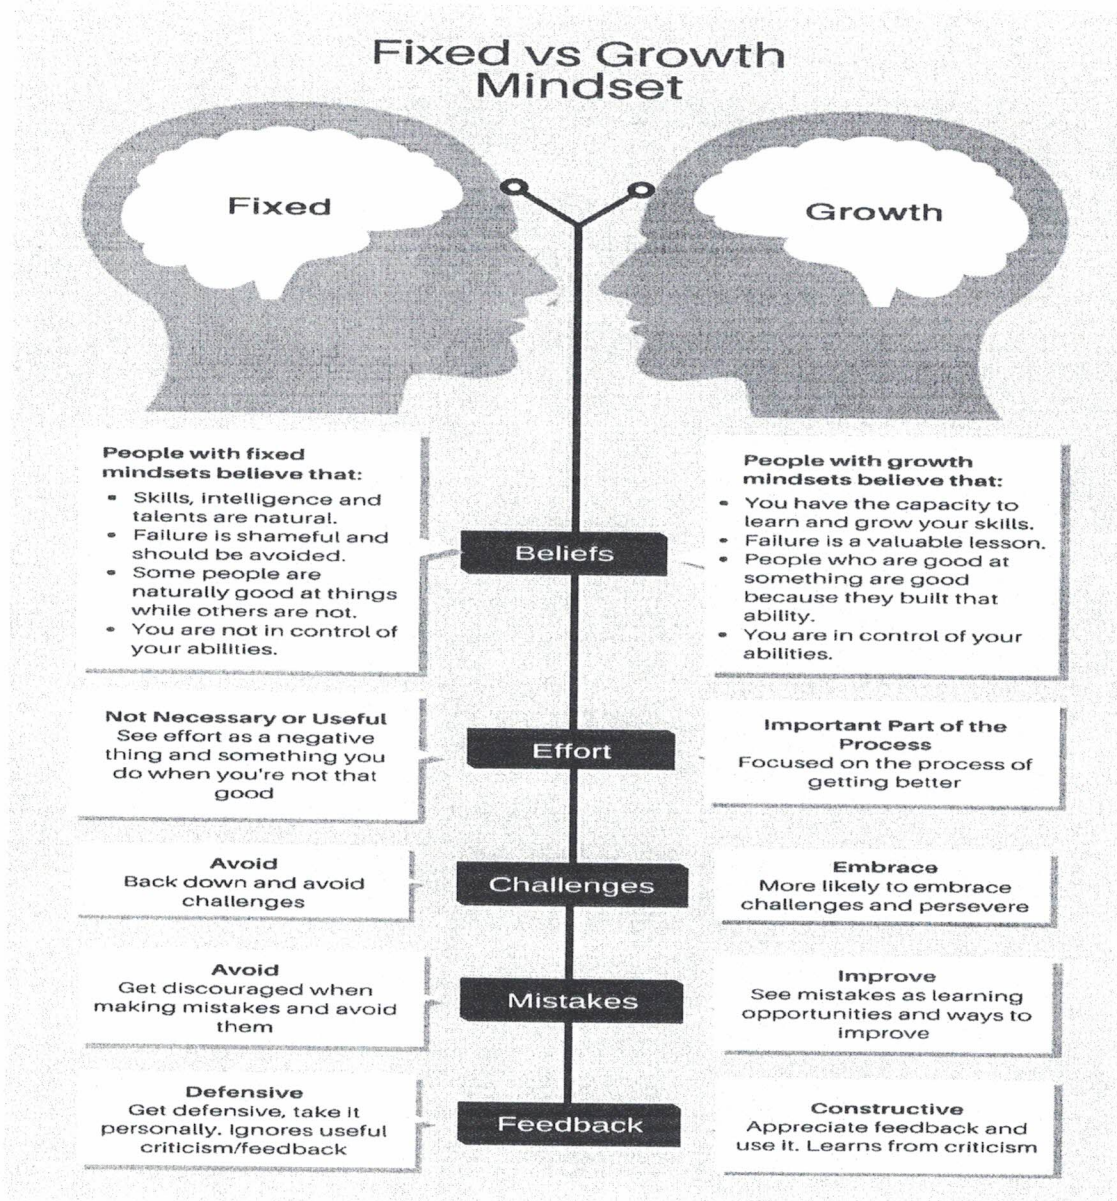 Fixed vs Growth
Mindset
Fixed
Growth
People with fixed
mindsets believe that:
• Skills, intelligence and
talents are natural.
• Failure is shameful and
should be avoided.
• Some people are
naturally good at things
while others are not.
• You are not in control of
your abilities.
Beliefs
People with growth
mindsets believe that:
• You have the capacity to
learn and grow your skills.
• Failure is a valuable lesson.
• People who are good at
something are good
because they built that
ability.
• You are in control of your
abilities.
Not Necessary or Useful
See effort as a negative
thing and something you
do when you're not that
good
Effort
Important Part of the
Process
Focused on the process of
getting better
Avoid
Back down and avoid
challenges
Challenges
Embrace
More likely to embrace
challenges and persevere
Avoid
Get discouraged when
making mistakes and avoid
them
Mistakes
Improve
See mistakes as learning
opportunities and ways to
improve
Defensive
Get defensive, take it
personally. Ignores useful
criticism/feedback
Feedback
Constructive
Appreciate feedback and
use it. Learns from criticism